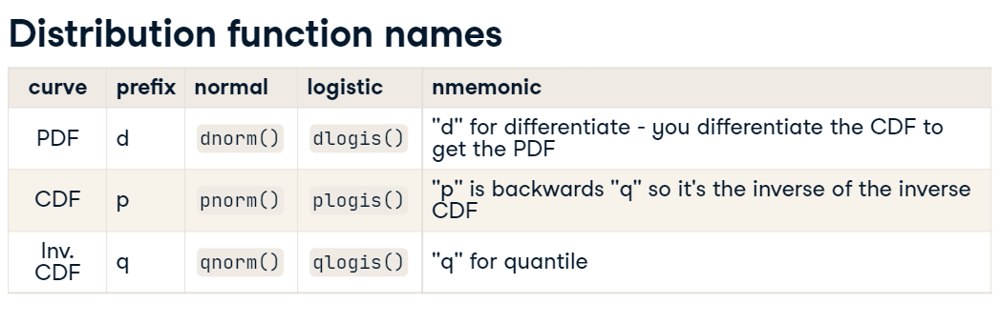 Distribution function names
curve prefix normal logistic nmemonic
PDF d dnorm() dlogis() "d" for differentiate - you differentiate the CDF to
get the PDF
CDF p pnorm() plogis() "p" is backwards "q" so it's the inverse of the inverse
CDF
Inv.
CDF q qnorm() qlogis() "q" for quantile